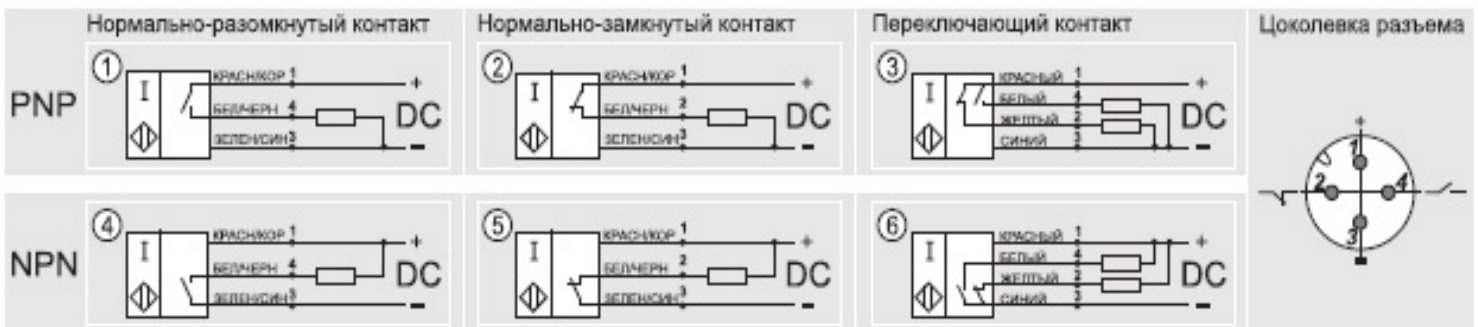 Нормально-разомкнутый контакт
Нормально-замкнутый контакт
Переключающий контакт
Цоколевка разъема
PNP
1
I
КРАСН/КОР 1
БЕЛ/ЧЕРН 4
ЗЕЛЕН/СИН 3
+
DC
-
2
I
КРАСН/КОР 1
БЕЛ/ЧЕРН 2
ЗЕЛЕН/СИН 3
+
DC
-
3
I
КРАСНЫЙ 1
БЕЛЫЙ 4
ЖЕЛТЫЙ 2
СИНИЙ 3
+
DC
-
NPN
4
I
КРАСН/КОР 1
БЕЛ/ЧЕРН 4
ЗЕЛЕН/СИН 3
+
DC
-
5
I
КРАСН/КОР 1
БЕЛ/ЧЕРН 2
ЗЕЛЕН/СИН 3
+
DC
-
6
I
КРАСНЫЙ 1
БЕЛЫЙ 4
ЖЕЛТЫЙ 2
СИНИЙ 3
+
DC
-
+
1
2
4
3
-